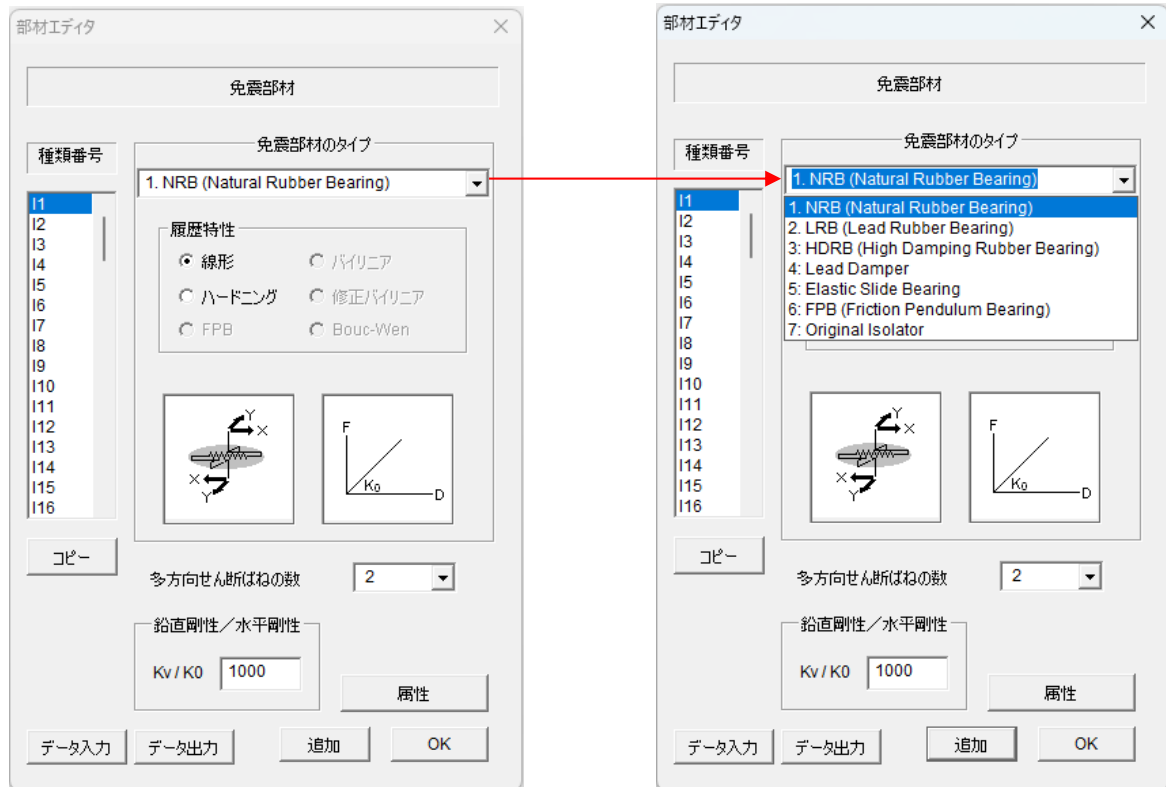 部材エディタ
免震部材
種類番号
免震部材のタイプ
1. NRB (Natural Rubber Bearing)
I1
I2
I3
I4
I5
I6
I7
I8
I9
I10
I11
I12
I13
I14
I15
I16
履歴特性
線形
バイリニア
ハードニング
修正バイリニア
FPB
Bouc-Wen
Y
X
X
Y
F
K0
D
コピー
多方向せん断ばねの数
2
鉛直剛性／水平剛性
Kv / K0
1000
属性
データ入力
データ出力
追加
OK
部材エディタ
免震部材
種類番号
免震部材のタイプ
1. NRB (Natural Rubber Bearing)
1. NRB (Natural Rubber Bearing)
2. LRB (Lead Rubber Bearing)
3: HDRB (High Damping Rubber Bearing)
4: Lead Damper
5: Elastic Slide Bearing
6: FPB (Friction Pendulum Bearing)
7: Original Isolator
I1
I2
I3
I4
I5
I6
I7
I8
I9
I10
I11
I12
I13
I14
I15
I16
Y
X
X
Y
F
K0
D
コピー
多方向せん断ばねの数
2
鉛直剛性／水平剛性
Kv / K0
1000
属性
データ入力
データ出力
追加
OK